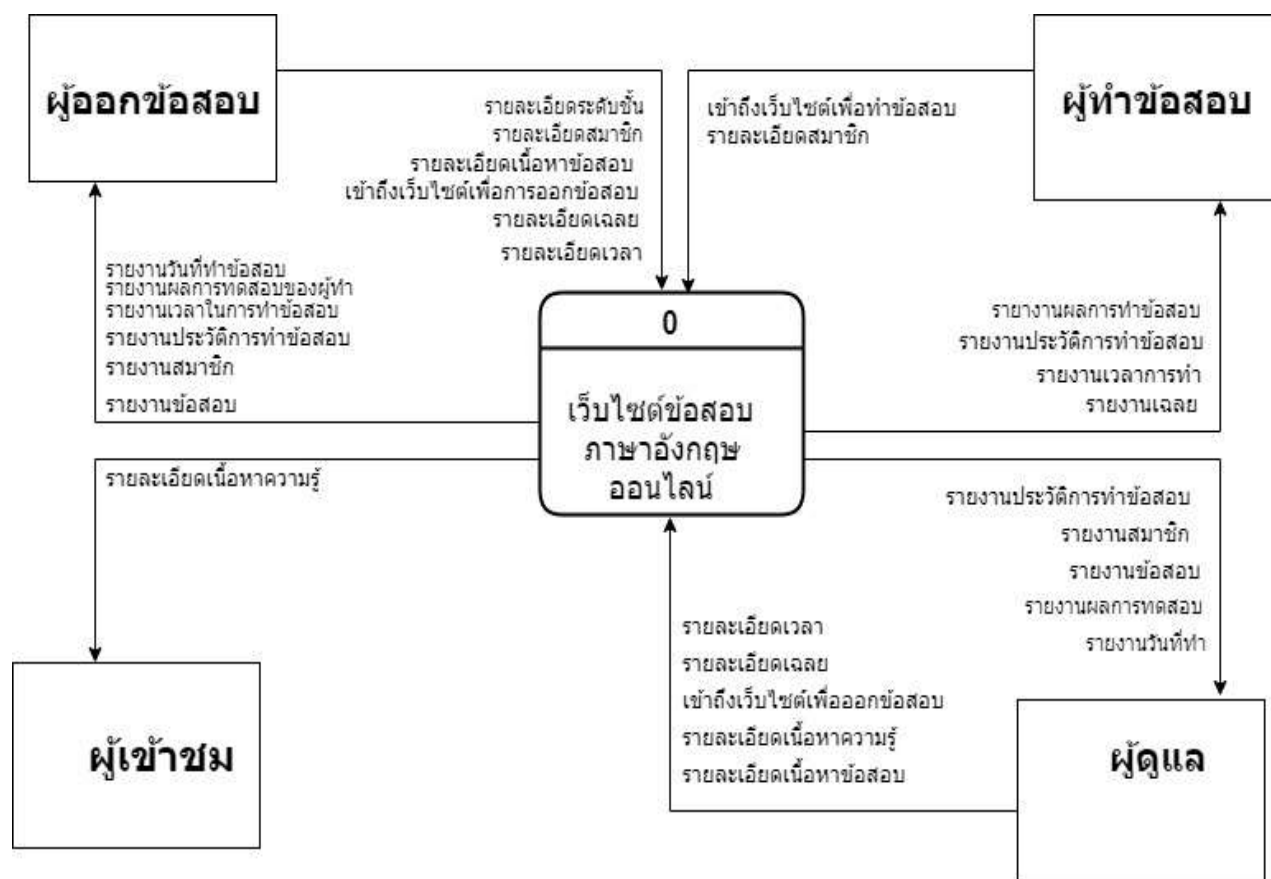 ผู้ออกข้อสอบ
รายละเอียดระดับชั้น
รายละเอียดสมาชิก
รายละเอียดเนื้อหาข้อสอบ
เข้าถึงเว็บไซต์เพื่อการออกข้อสอบ
รายละเอียดเฉลย
รายละเอียดเวลา
เข้าถึงเว็บไซต์เพื่อทำข้อสอบ
รายละเอียดสมาชิก
ผู้ทำข้อสอบ
รายงานวันที่ทำข้อสอบ
รายงานผลการทดสอบของผู้ทำ
รายงานเวลาในการทำข้อสอบ
รายงานประวัติการทำข้อสอบ
รายงานสมาชิก
รายงานข้อสอบ
0
เว็บไซต์ข้อสอบ
ภาษาอังกฤษ
ออนไลน์
รายางานผลการทำข้อสอบ
รายงานประวัติการทำข้อสอบ
รายงานเวลาการทำ
รายงานเฉลย
รายละเอียดเนื้อหาความรู้
รายงานประวัติการทำข้อสอบ
รายงานสมาชิก
รายงานข้อสอบ
รายงานผลการทดสอบ
รายงานวันที่ทำ
รายละเอียดเวลา
รายละเอียดเฉลย
เข้าถึงเว็บไซต์เพื่อออกข้อสอบ
รายละเอียดเนื้อหาความรู้
รายละเอียดเนื้อหาข้อสอบ
ผู้เข้าชม
ผู้ดูแล